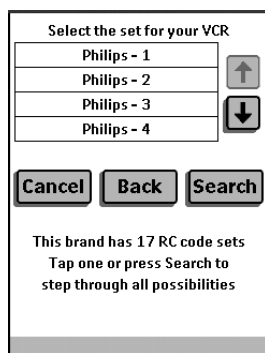 Select the set for your VCR
Philips - 1
Philips - 2
Philips - 3
Philips - 4
Cancel Back Search
This brand has 17 RC code sets
Tap one or press Search to
step through all possibilities